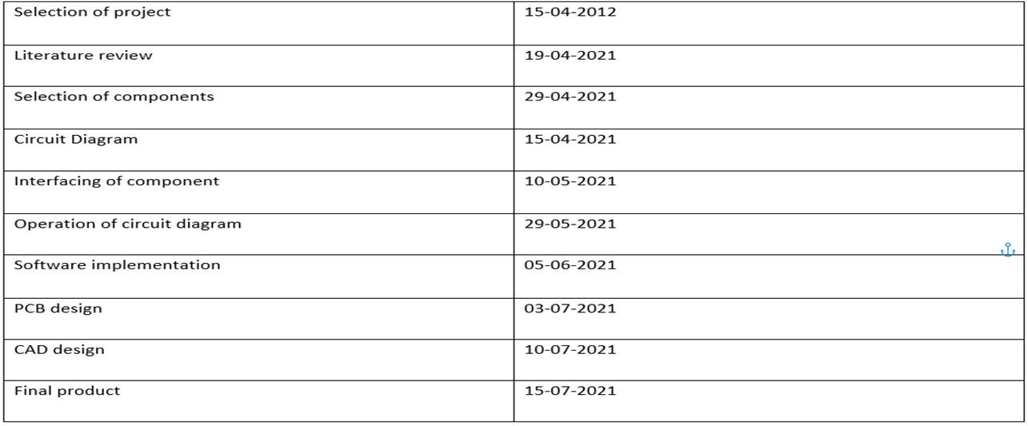 Selection of project 15-04-2012
Literature review 19-04-2021
Selection of components 29-04-2021
Circuit Diagram 15-04-2021
Interfacing of component 10-05-2021
Operation of circuit diagram 29-05-2021
Software implementation 05-06-2021
PCB design 03-07-2021
CAD design 10-07-2021
Final product 15-07-2021